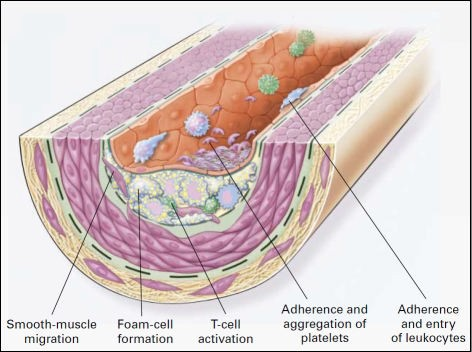 Smooth-muscle
migration
Foam-cell
formation
T-cell
activation
Adherence and
aggregation of
platelets
Adherence
and entry
of leukocytes